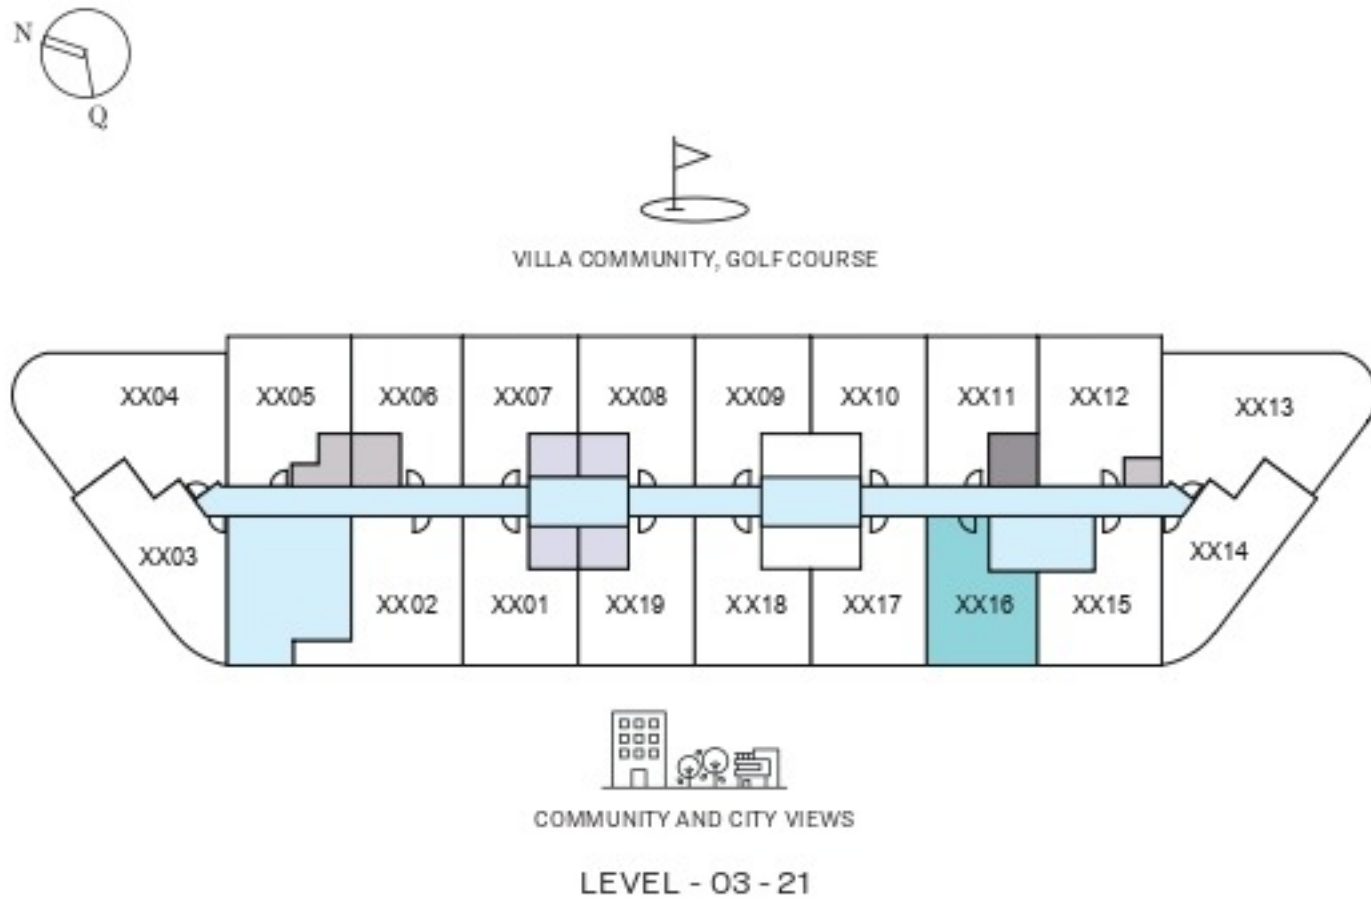 N
Q
VILLA COMMUNITY, GOLF COURSE
XX04 XX05 XX06 XX07 XX08 XX09 XX10 XX11 XX12 XX13
XX03 XX02 XX01 XX19 XX18 XX17 XX16 XX15 XX14
COMMUNITY AND CITY VIEWS
LEVEL - 03 - 21